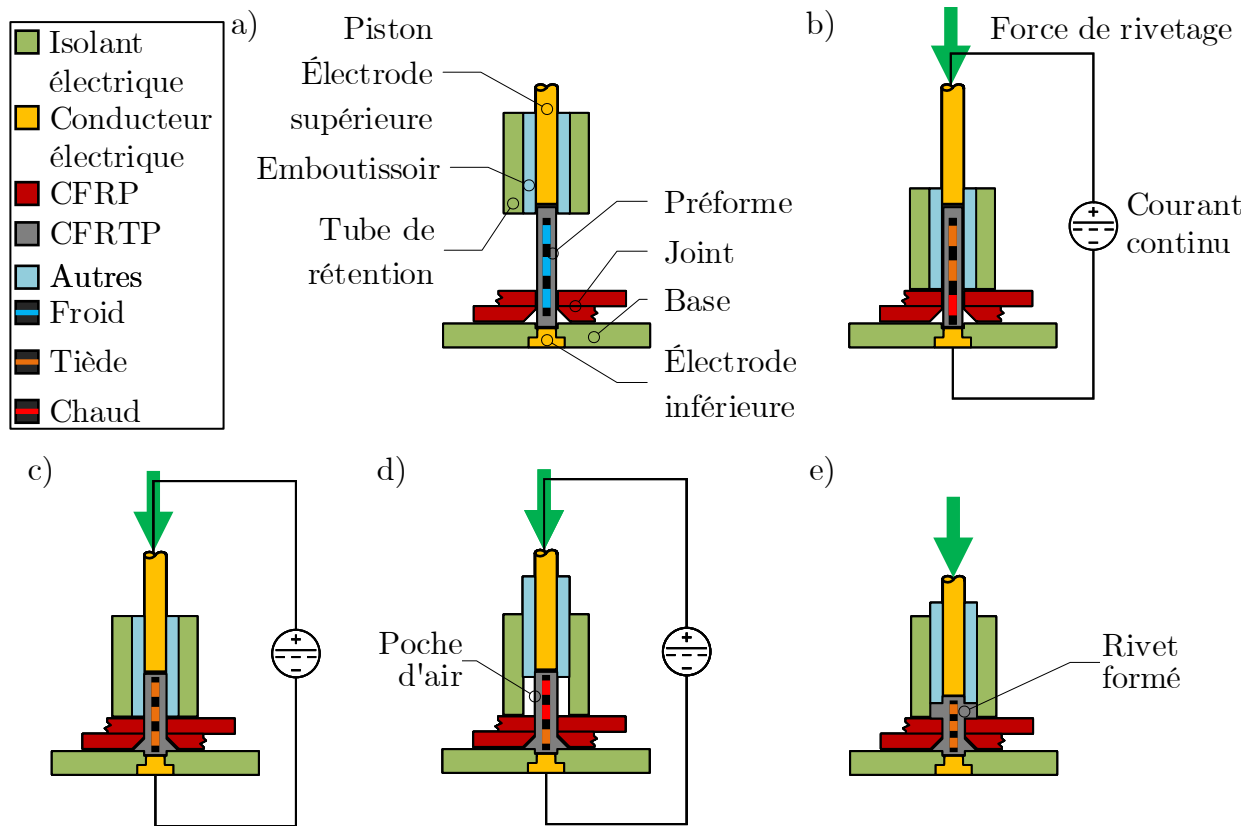 Isolant
électrique
Conducteur
électrique
CFRP
CFRTP
Autres
Froid
Tiède
Chaud
a)
Piston
Électrode
supérieure
Emboutissoir
Tube de
rétention
Préforme
Joint
Base
Électrode
inférieure
b)
Force de rivetage
+
-
Courant
continu
c)
+
-
d)
Poche
d'air
+
-
e)
Rivet
formé